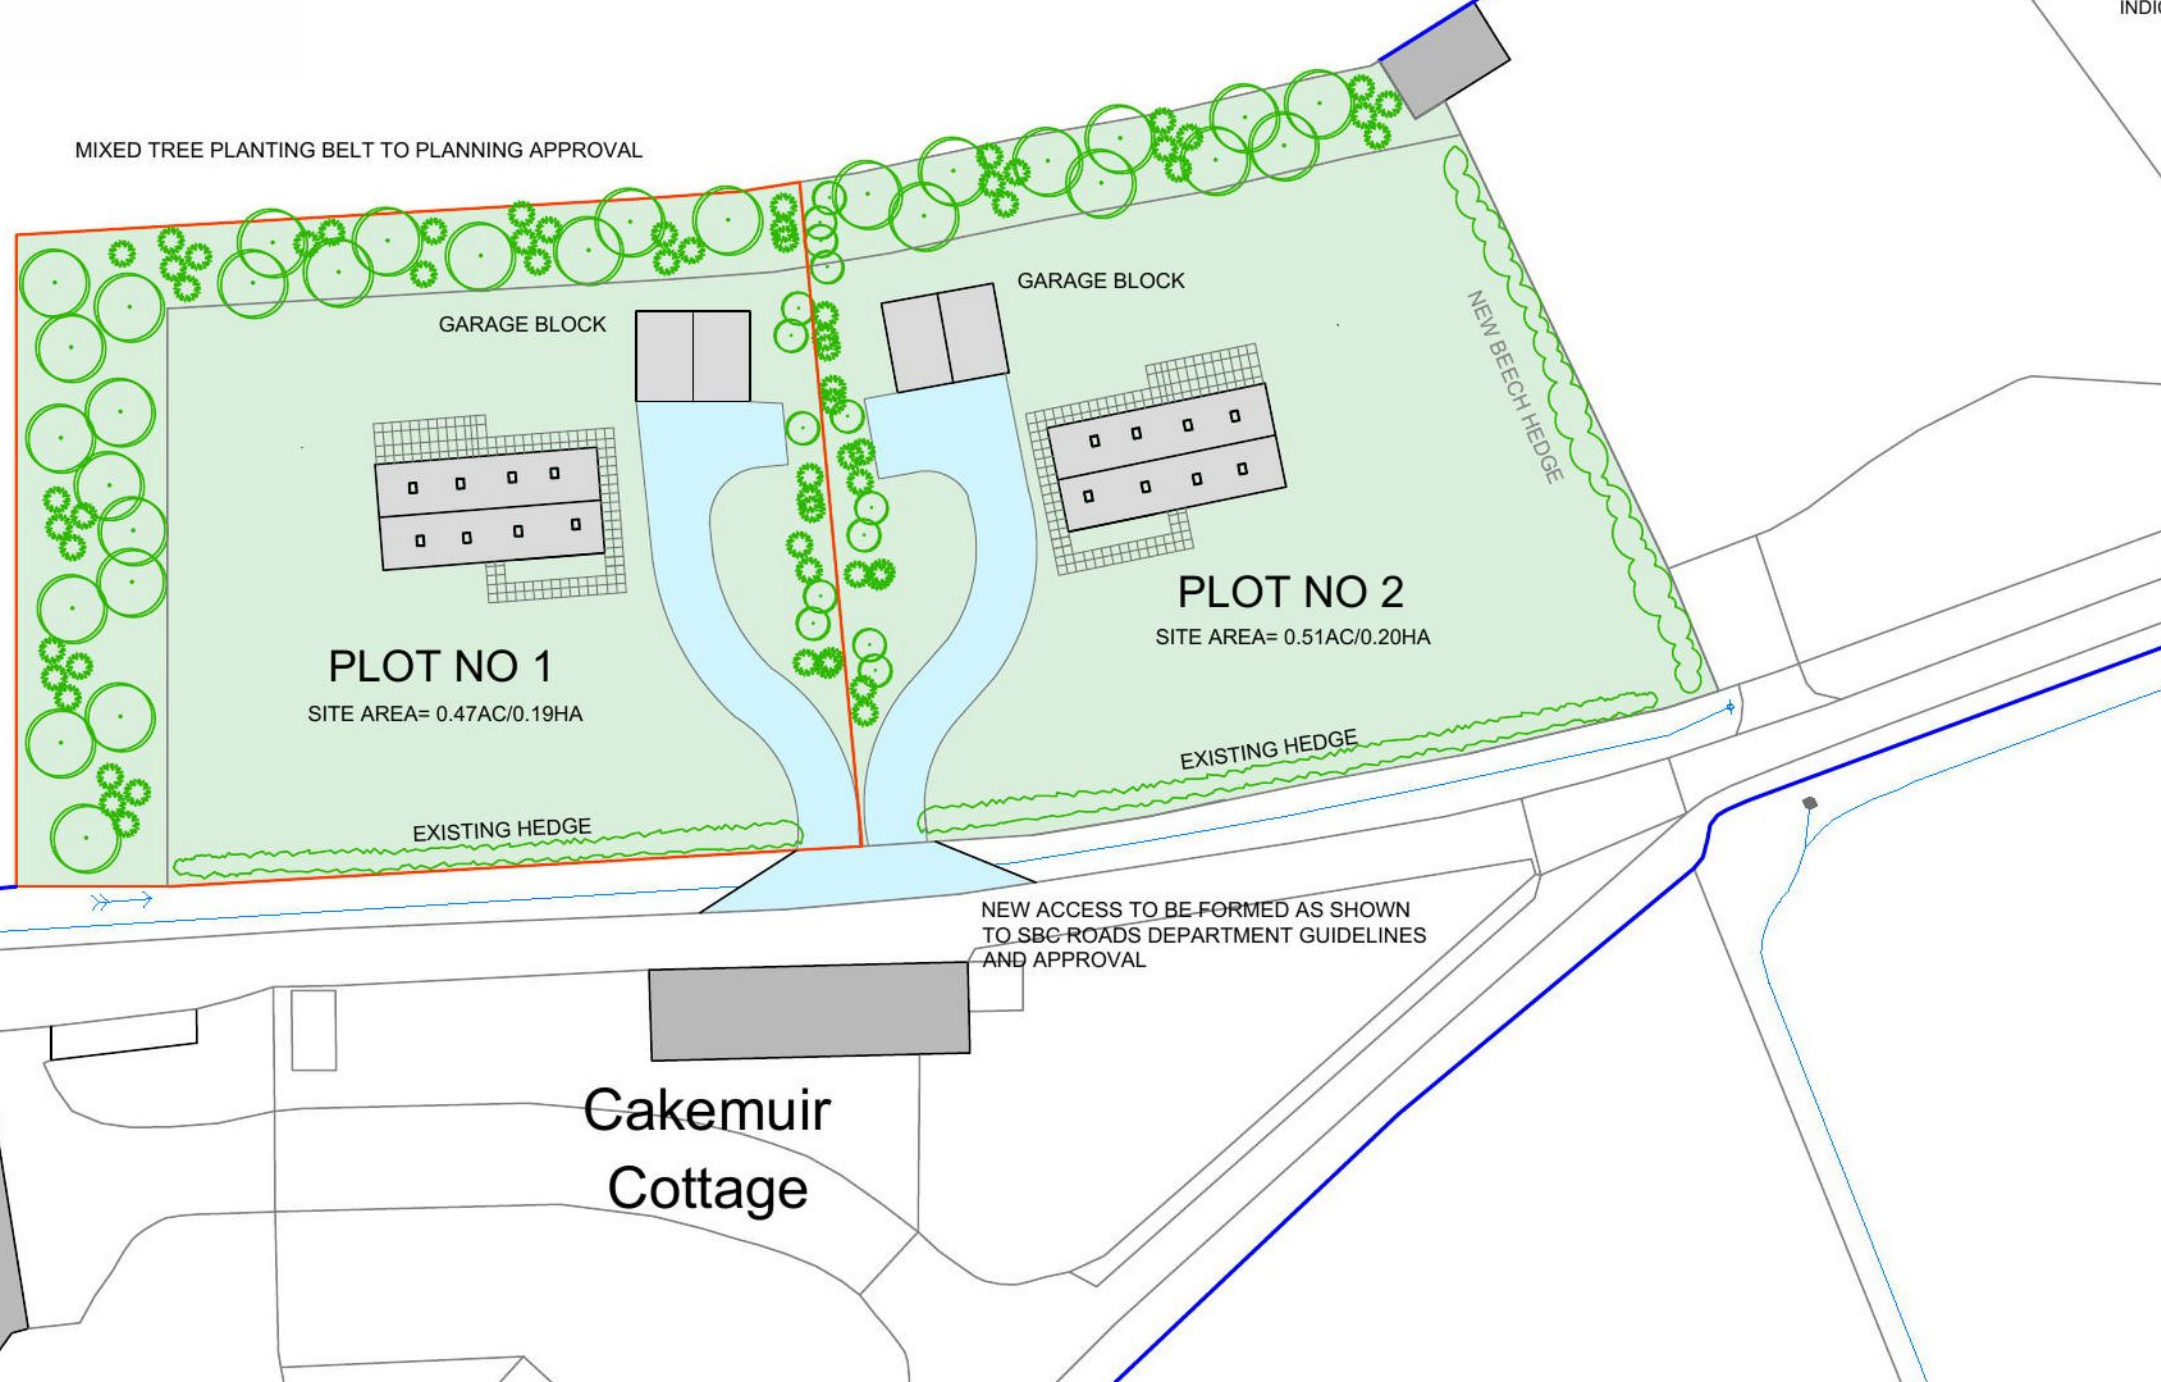 INDI
MIXED TREE PLANTING BELT TO PLANNING APPROVAL
GARAGE BLOCK
GARAGE BLOCK
NEW BEECH HEDGE
PLOT NO 2
SITE AREA= 0.51AC/0.20HA
PLOT NO 1
SITE AREA= 0.47AC/0.19HA
EXISTING HEDGE
EXISTING HEDGE
NEW ACCESS TO BE FORMED AS SHOWN
TO SBC ROADS DEPARTMENT GUIDELINES
AND APPROVAL
Cakemuir
Cottage